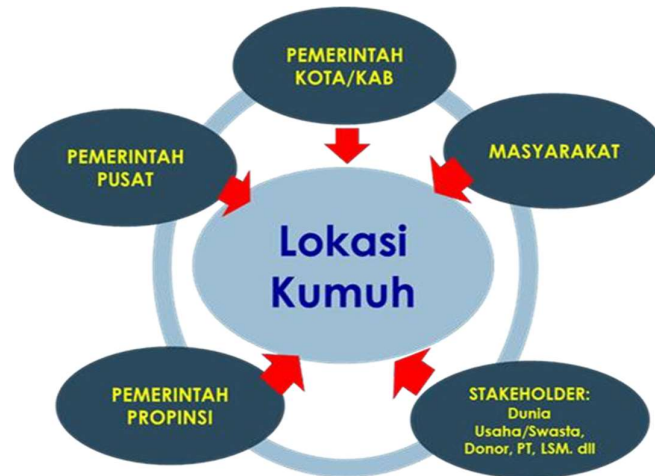 PEMERINTAH
KOTA/KAB
PEMERINTAH
PUSAT
MASYARAKAT
Lokasi
Kumuh
PEMERINTAH
PROPINSI
STAKEHOLDER:
Dunia
Usaha/Swasta,
Donor, PT, LSM. dll